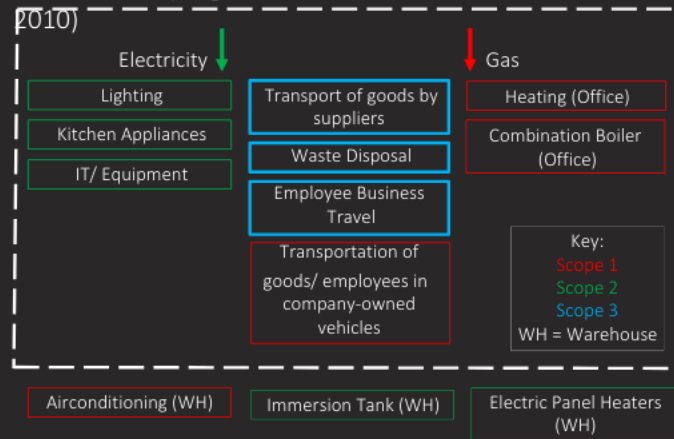 2010)
Electricity
Gas
Lighting
Kitchen Appliances
IT/ Equipment
Transport of goods by
suppliers
Waste Disposal
Employee Business
Travel
Transportation of
goods/ employees in
company-owned
vehicles
Heating (Office)
Combination Boiler
(Office)
Key:
Scope 1
Scope 2
Scope 3
WH = Warehouse
Airconditioning (WH)
Immersion Tank (WH)
Electric Panel Heaters
(WH)